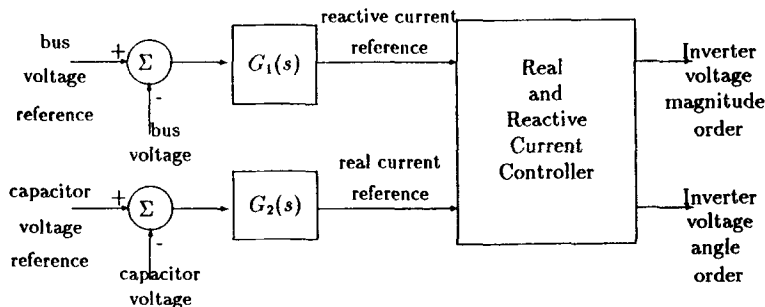 bus
voltage
reference
+
Σ
-
bus
voltage
G₁(s)
reactive current
reference
capacitor
voltage
reference
+
Σ
-
capacitor
voltage
G₂(s)
real current
reference
Real
and
Reactive
Current
Controller
Inverter
voltage
magnitude
order
Inverter
voltage
angle
order